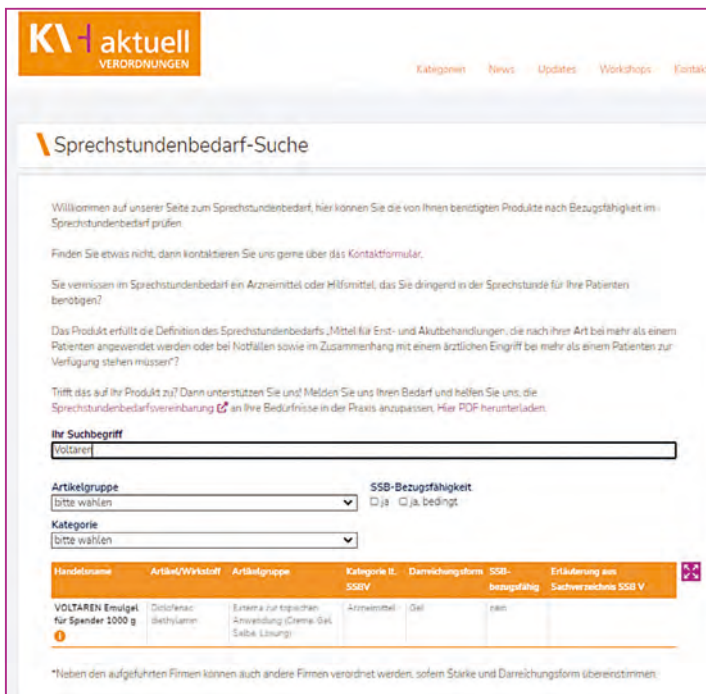 KVH aktuell
VERORDNUNGEN
Kategorien News Updates Workshops Kontakt
Sprechstundenbedarf-Suche
Willkommen auf unserer Seite zum Sprechstundenbedarf, hier können Sie die von Ihnen benötigten Produkte nach Bezugsfähigkeit im
Sprechstundenbedarf prüfen.
Finden Sie etwas nicht, dann kontaktieren Sie uns gerne über das Kontaktformular.
Sie vermissen im Sprechstundenbedarf ein Arzneimittel oder Hilfsmittel, das Sie dringend in der Sprechstunde für Ihre Patienten
benötigen?
Das Produkt erfüllt die Definition des Sprechstundenbedarfs „Mittel für Erst- und Akutbehandlungen, die nach ihrer Art bei mehr als einem
Patienten angewendet werden oder bei Notfällen sowie im Zusammenhang mit einem ärztlichen Eingriff bei mehr als einem Patienten zur
Verfügung stehen müssen"?
Trifft das auf Ihr Produkt zu? Dann unterstützen Sie uns! Melden Sie uns Ihren Bedarf und helfen Sie uns, die
Sprechstundenbedarfsvereinbarung an Ihre Bedürfnisse in der Praxis anzupassen. Hier PDF herunterladen.
Ihr Suchbegriff
Voltaren
Artikelgruppe SSB-Bezugsfähigkeit
bitte wählen ja ja, bedingt
Kategorie
bitte wählen
Handelsname Artikel/Wirkstoff Artikelgruppe Kategorie lt. Darreichungsform SSB- Erläuterung aus
SSBV bezugsfähig Sachverzeichnis SSB V
VOLTAREN Emulgel Diclofenac Externa zur topischen Arzneimittel Gel nein
für Spender 1000 g diethylamin Anwendung (Creme, Gel,
Salbe, Lösung)
*Neben den aufgeführten Firmen können auch andere Firmen verordnet werden, sofern Stärke und Darreichungsform übereinstimmen.